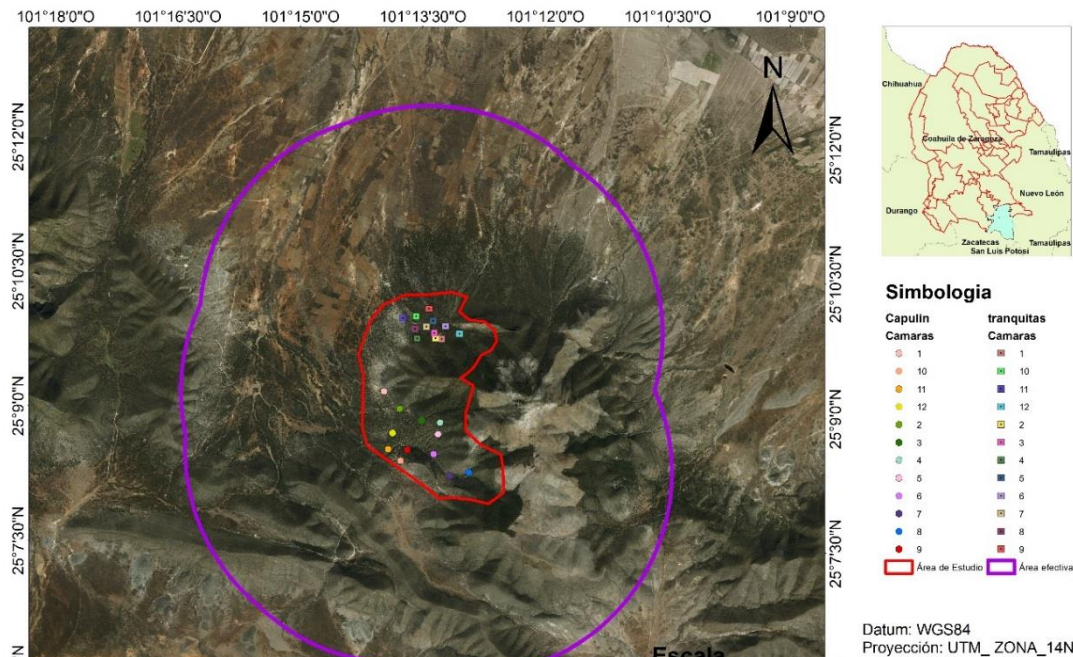 101°18'0"O 101°16'30"O 101°15'0"O 101°13'30"O 101°12'0"O 101°10'30"O 101°9'0"O
25°12'0"N 25°12'0"N
25°10'30"N 25°10'30"N
25°9'0"N 25°9'0"N
25°7'30"N 25°7'30"N
N
Escala
Chihuahua
Coahuila de Zaragoza
Tamaulipas
Nuevo León
Durango
Zacatecas
Tamaulipas
San Luis Potosí
Simbologia
Capulin tranquitas
Camaras Camaras
1 1
10 10
11 11
12 12
2 2
3 3
4 4
5 5
6 6
7 7
8 8
9 9
Área de Estudio Área efectiva
Datum: WGS84
Proyección: UTM_ ZONA_14N